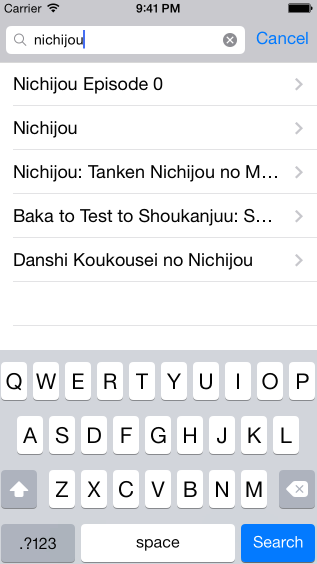 Carrier 9:41 PM
nichijou Cancel
Nichijou Episode 0
Nichijou
Nichijou: Tanken Nichijou no M...
Baka to Test to Shoukanjuu: S...
Danshi Koukousei no Nichijou
Q W E R T Y U I O P
A S D F G H J K L
Z X C V B N M
.?123 space Search